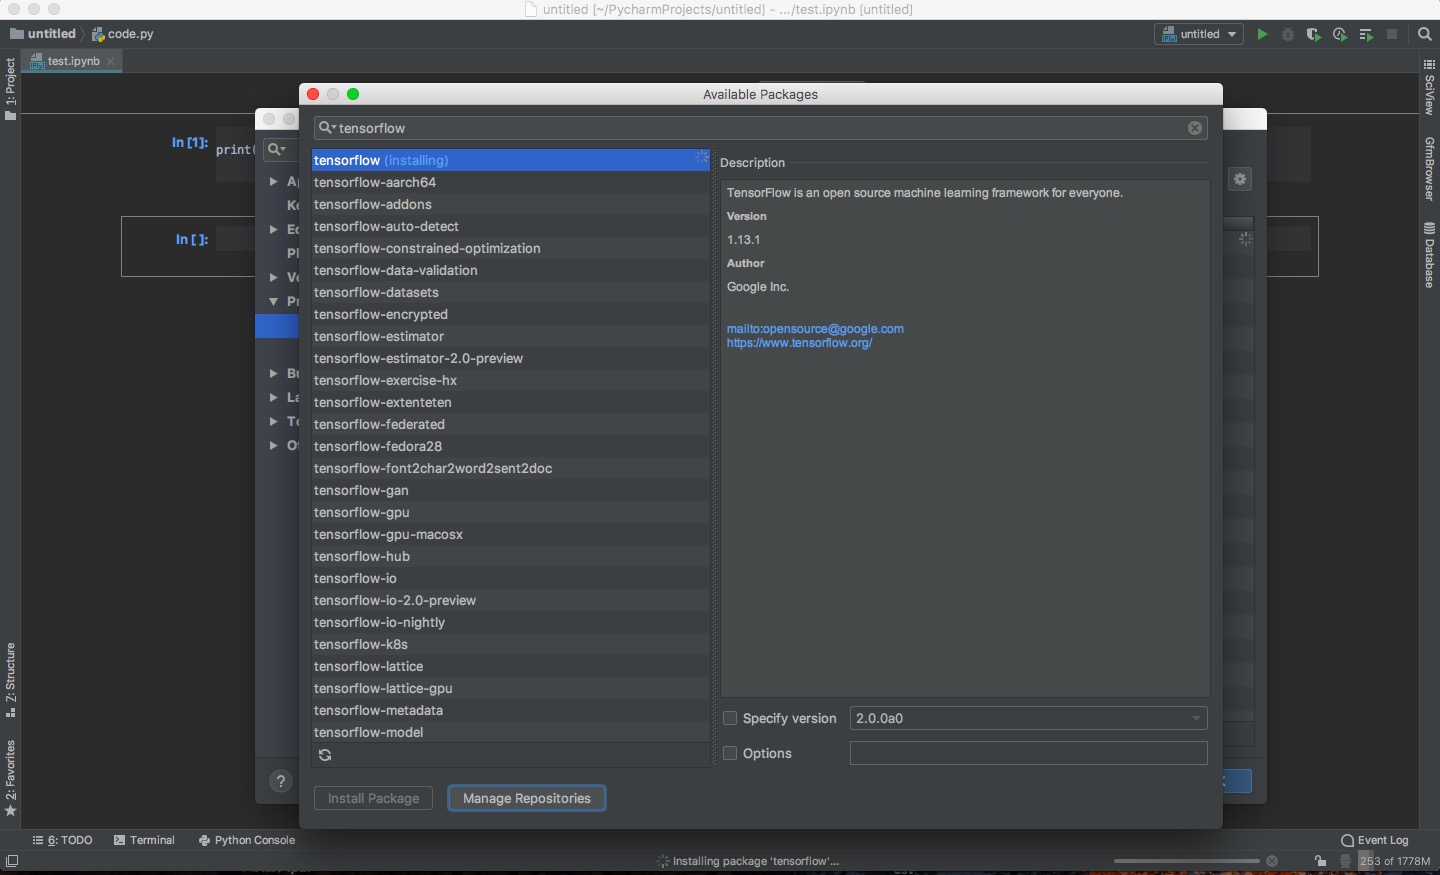 untitled [~/PycharmProjects/untitled] - .../test.ipynb [untitled]
untitled
code.py
untitled
test.ipynb
1: Project
Z: Structure
2: Favorites
SciView
GfmBrowser
Database
In [1]:
print(
In [ ]:
Available Packages
tensorflow
tensorflow (installing)
tensorflow-aarch64
tensorflow-addons
tensorflow-auto-detect
tensorflow-constrained-optimization
tensorflow-data-validation
tensorflow-datasets
tensorflow-encrypted
tensorflow-estimator
tensorflow-estimator-2.0-preview
tensorflow-exercise-hx
tensorflow-extenteten
tensorflow-federated
tensorflow-fedora28
tensorflow-font2char2word2sent2doc
tensorflow-gan
tensorflow-gpu
tensorflow-gpu-macosx
tensorflow-hub
tensorflow-io
tensorflow-io-2.0-preview
tensorflow-io-nightly
tensorflow-k8s
tensorflow-lattice
tensorflow-lattice-gpu
tensorflow-metadata
tensorflow-model
Description
TensorFlow is an open source machine learning framework for everyone.
Version
1.13.1
Author
Google Inc.
mailto:opensource@google.com
https://www.tensorflow.org/
Specify version
2.0.0a0
Options
Install Package
Manage Repositories
?
6: TODO
Terminal
Python Console
Event Log
Installing package 'tensorflow'...
253 of 1778M